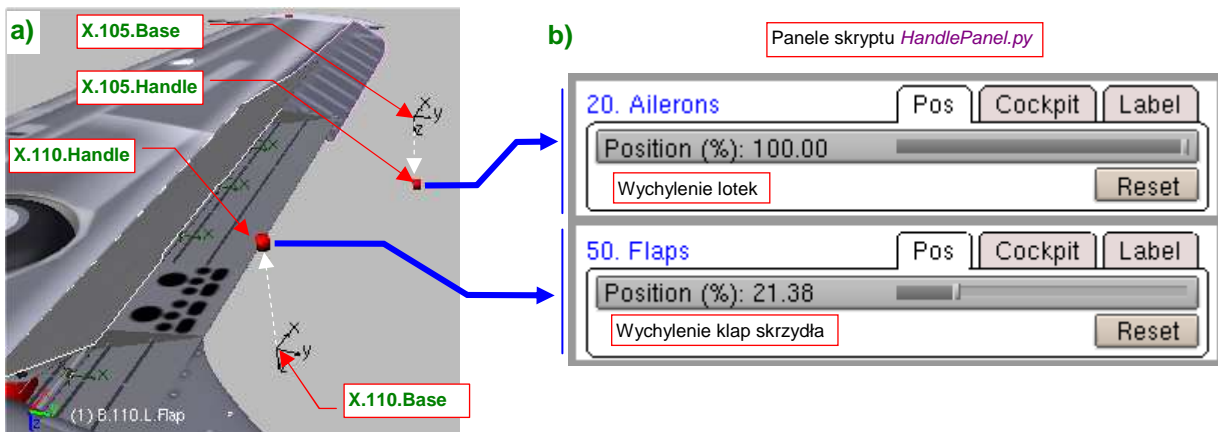 a)
X.105.Base
X.105.Handle
X.110.Handle
X.110.Base
x
y
z
x
y
z
(1) B.110.L.Flap
b)
Panele skryptu HandlePanel.py
20. Ailerons
Pos
Cockpit
Label
Position (%): 100.00
Wychylenie lotek
Reset
50. Flaps
Pos
Cockpit
Label
Position (%): 21.38
Wychylenie klap skrzydła
Reset